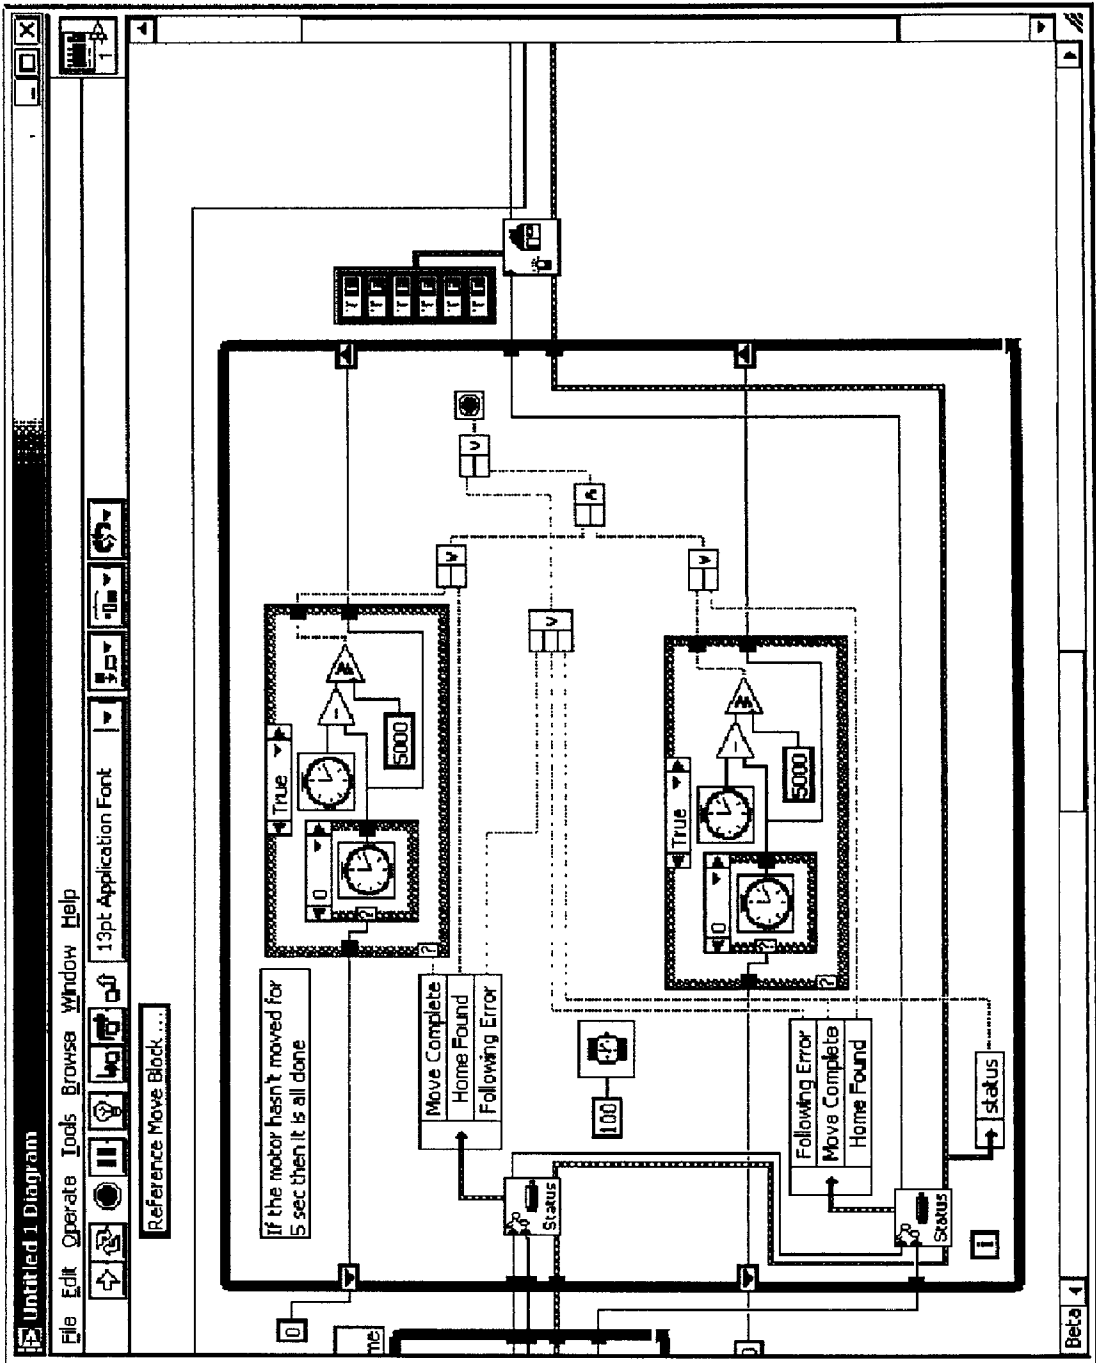 Untitled 1 Diagram
File Edit Operate Tools Browse Window Help
13pt Application Font
1
Reference Move Block ...
0
If the motor hasn't moved for
5 sec then it is all done
True
0
?
?
5000
Move Complete
Home Found
Following Error
Status
100
True
0
?
?
5000
Following Error
Move Complete
Home Found
Status
status
i
me
Beta